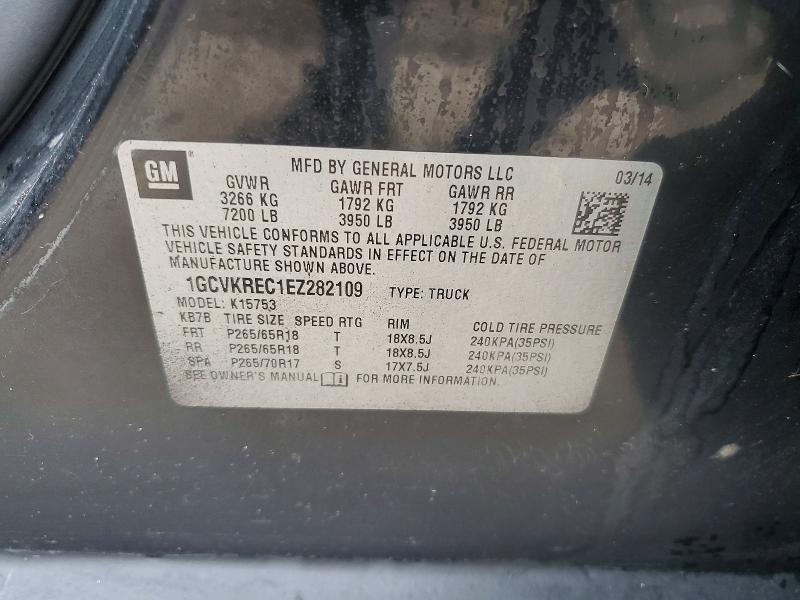 GM
MFD BY GENERAL MOTORS LLC
03/14
GVWR GAWR FRT GAWR RR
3266 KG 1792 KG 1792 KG
7200 LB 3950 LB 3950 LB
THIS VEHICLE CONFORMS TO ALL APPLICABLE U.S. FEDERAL MOTOR
VEHICLE SAFETY STANDARDS IN EFFECT ON THE DATE OF
MANUFACTURE SHOWN ABOVE.
1GCVKREC1EZ282109 TYPE: TRUCK
MODEL: K15753
KB7B TIRE SIZE SPEED RTG RIM COLD TIRE PRESSURE
FRT P265/65R18 T 18X8.5J 240KPA(35PSI)
RR P265/65R18 T 18X8.5J 240KPA(35PSI)
SPA P265/70R17 S 17X7.5J 240KPA(35PSI)
SEE OWNER'S MANUAL FOR MORE INFORMATION.